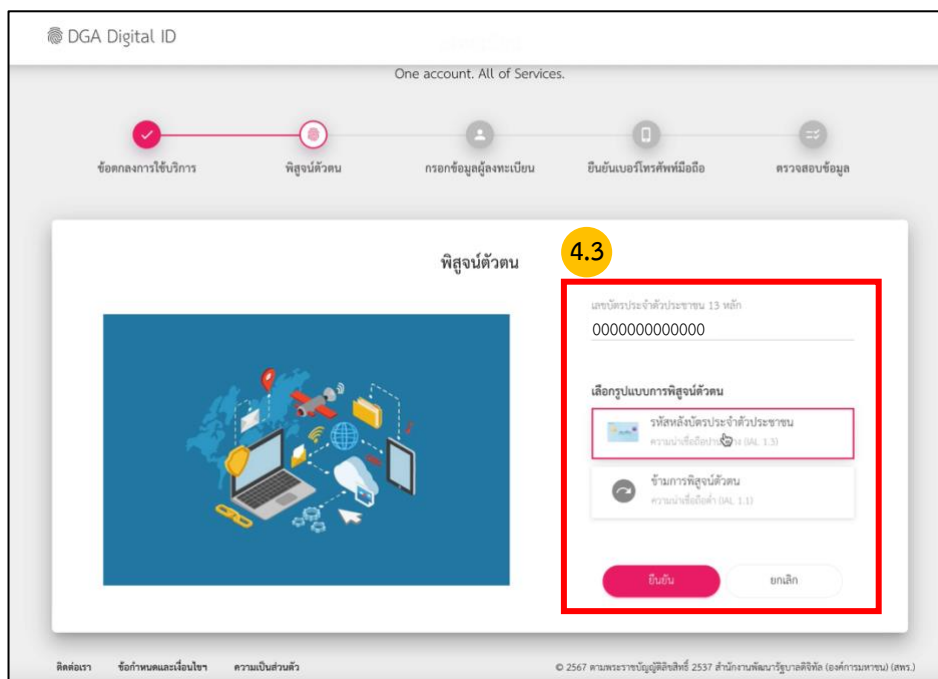 DGA Digital ID
One account. All of Services.
ข้อตกลงการใช้บริการ
พิสูจน์ตัวตน
กรอกข้อมูลผู้ลงทะเบียน
ยืนยันเบอร์โทรศัพท์มือถือ
ตรวจสอบข้อมูล
พิสูจน์ตัวตน
4.3
เลขบัตรประจำตัวประชาชน 13 หลัก
0000000000000
เลือกรูปแบบการพิสูจน์ตัวตน
รหัสหลังบัตรประจำตัวประชาชน
ความน่าเชื่อถือ (IAL 1.3)
ข้ามการพิสูจน์ตัวตน
ความน่าเชื่อถือต่ำ (IAL 1.1)
ยืนยัน
ยกเลิก
ติดต่อเรา
ข้อกำหนดและเงื่อนไขฯ
ความเป็นส่วนตัว
© 2567 ตามพระราชบัญญัติลิขสิทธิ์ 2537 สำนักงานพัฒนารัฐบาลดิจิทัล (องค์การมหาชน) (สพร.)